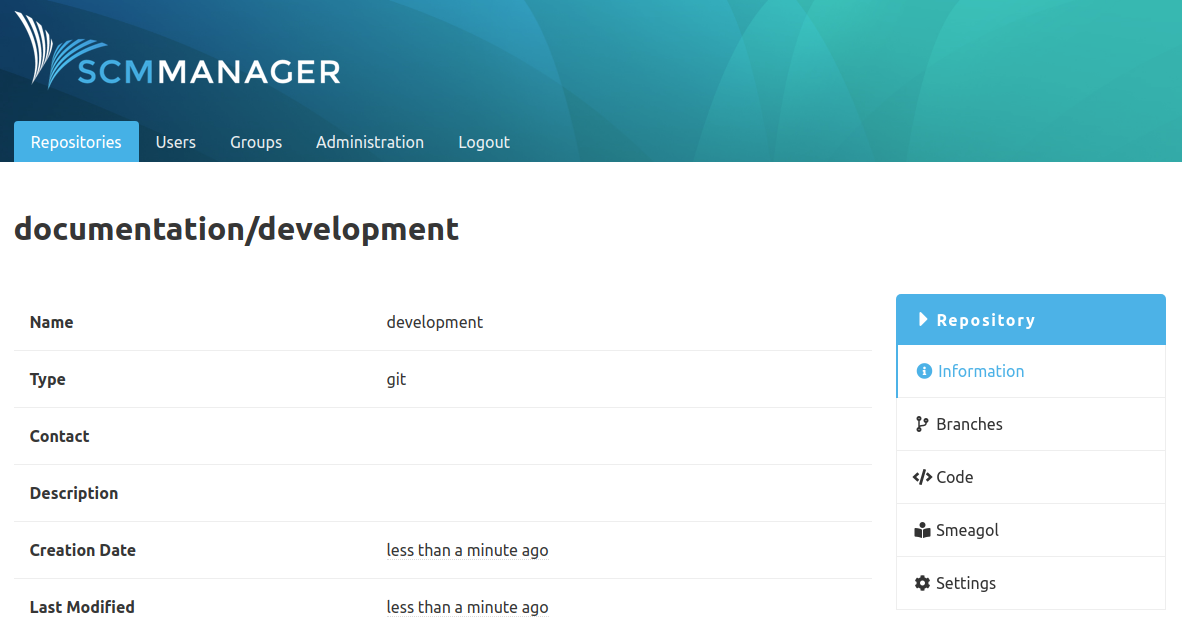 SCMMANAGER
Repositories Users Groups Administration Logout
documentation/development
Name development
Type git
Contact
Description
Creation Date less than a minute ago
Last Modified less than a minute ago
Repository
Information
Branches
Code
Smeagol
Settings